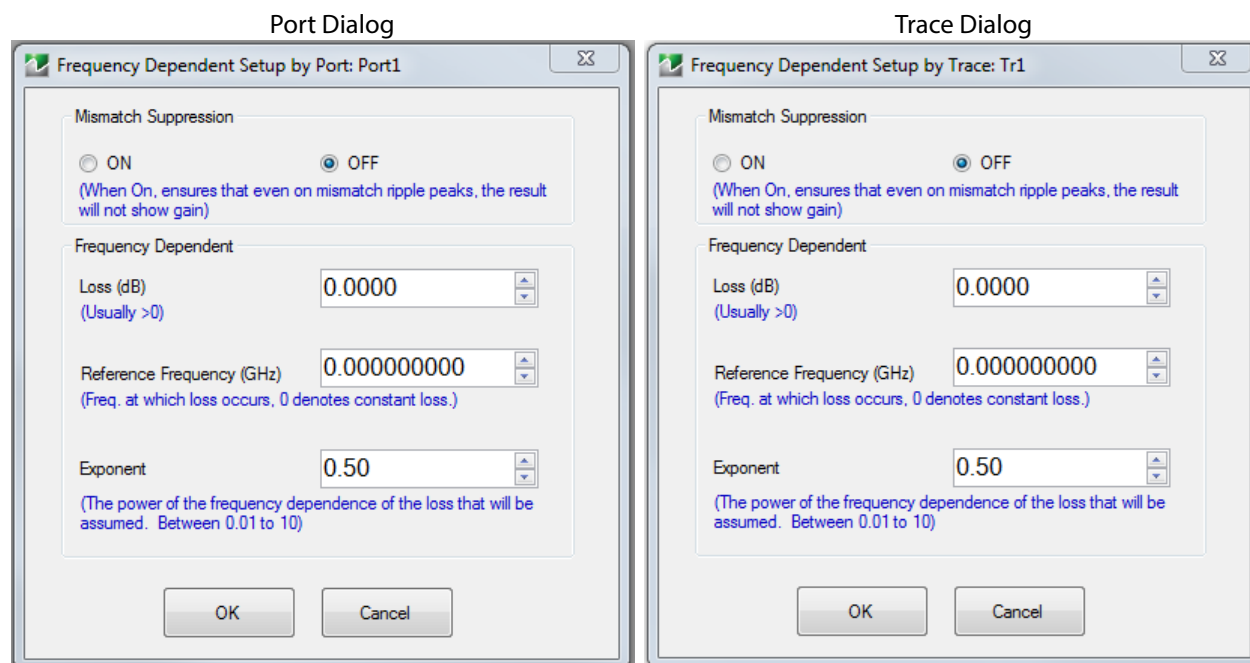 Port Dialog
Frequency Dependent Setup by Port: Port1
Mismatch Suppression
ON
OFF
(When On, ensures that even on mismatch ripple peaks, the result
will not show gain)
Frequency Dependent
Loss (dB)
0.0000
(Usually >0)
Reference Frequency (GHz)
0.000000000
(Freq. at which loss occurs, 0 denotes constant loss.)
Exponent
0.50
(The power of the frequency dependence of the loss that will be
assumed.  Between 0.01 to 10)
OK
Cancel
Trace Dialog
Frequency Dependent Setup by Trace: Tr1
Mismatch Suppression
ON
OFF
(When On, ensures that even on mismatch ripple peaks, the result
will not show gain)
Frequency Dependent
Loss (dB)
0.0000
(Usually >0)
Reference Frequency (GHz)
0.000000000
(Freq. at which loss occurs, 0 denotes constant loss.)
Exponent
0.50
(The power of the frequency dependence of the loss that will be
assumed.  Between 0.01 to 10)
OK
Cancel